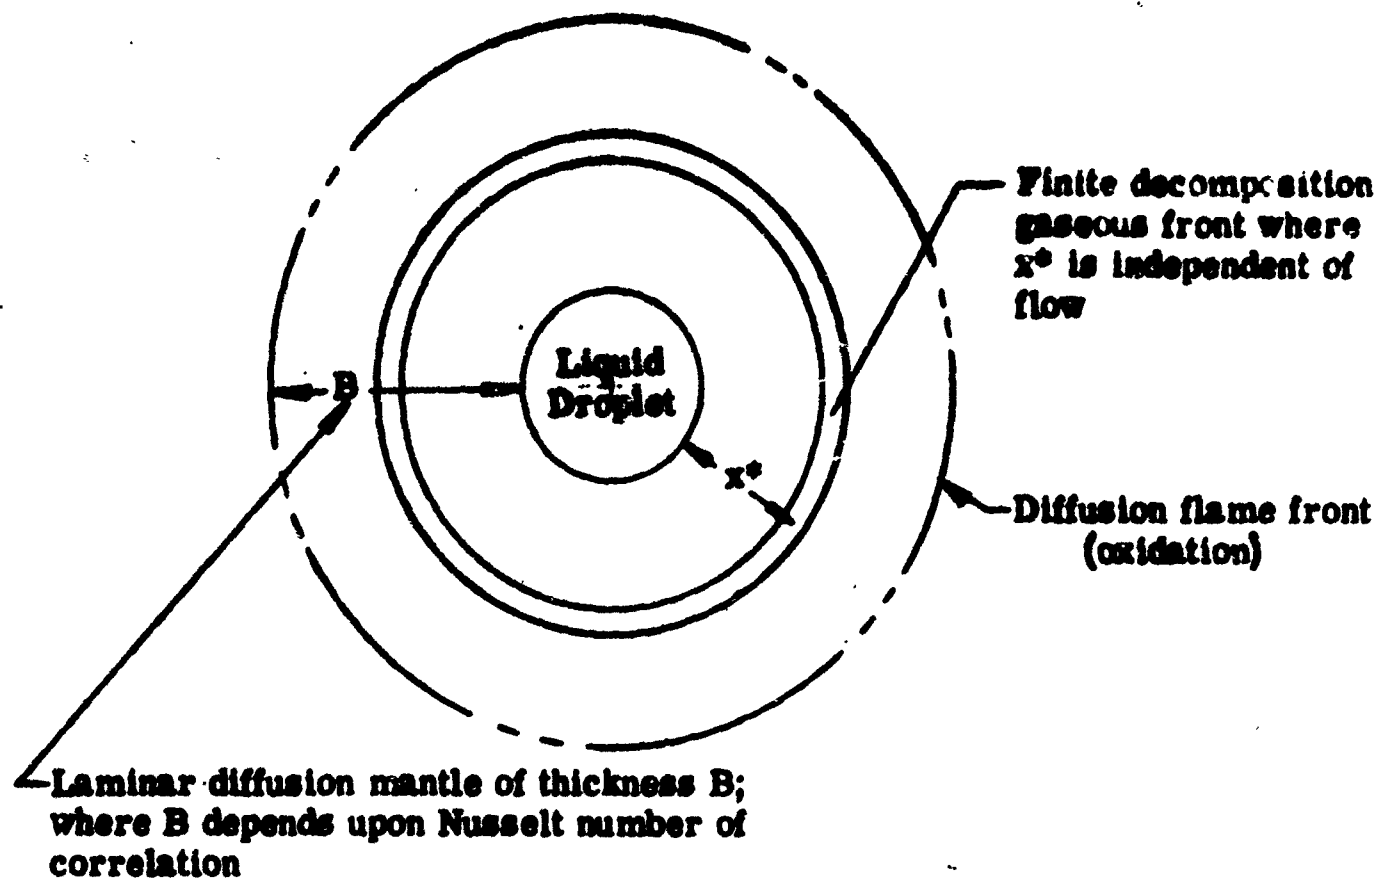 Finite decomposition
gaseous front where
x* is independent of
flow
Liquid
Droplet
B
x*
Diffusion flame front
(oxidation)
Laminar diffusion mantle of thickness B;
where B depends upon Nusselt number of
correlation